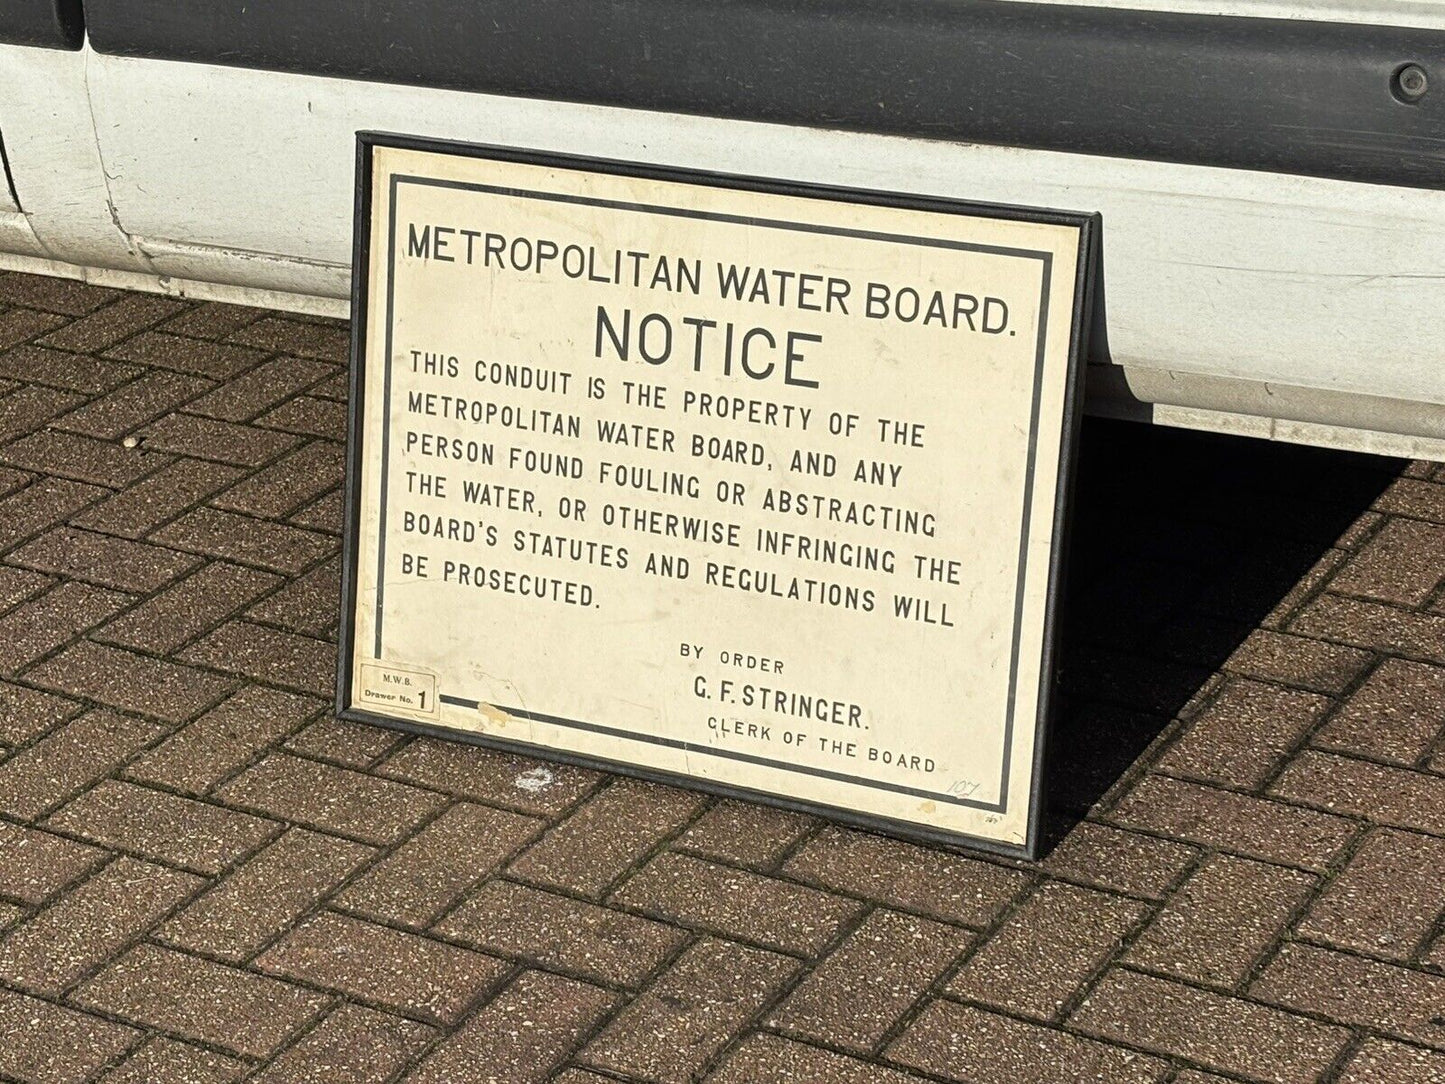 METROPOLITAN WATER BOARD.
NOTICE
THIS CONDUIT IS THE PROPERTY OF THE
METROPOLITAN WATER BOARD, AND ANY
PERSON FOUND FOULING OR ABSTRACTING
THE WATER, OR OTHERWISE INFRINGING THE
BOARD'S STATUTES AND REGULATIONS WILL
BE PROSECUTED.
BY ORDER
G. F. STRINGER.
CLERK OF THE BOARD
M.W.B.
Drawer No. 1
107